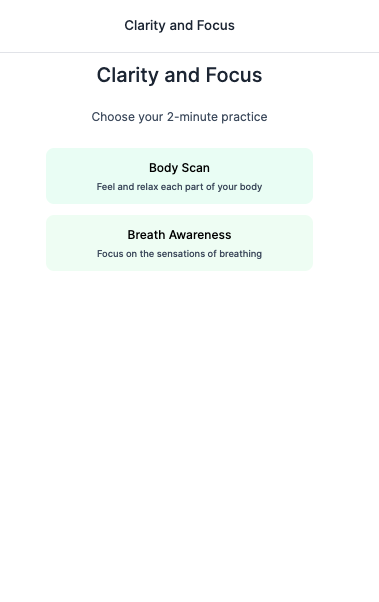 Clarity and Focus
Clarity and Focus
Choose your 2-minute practice
Body Scan
Feel and relax each part of your body
Breath Awareness
Focus on the sensations of breathing